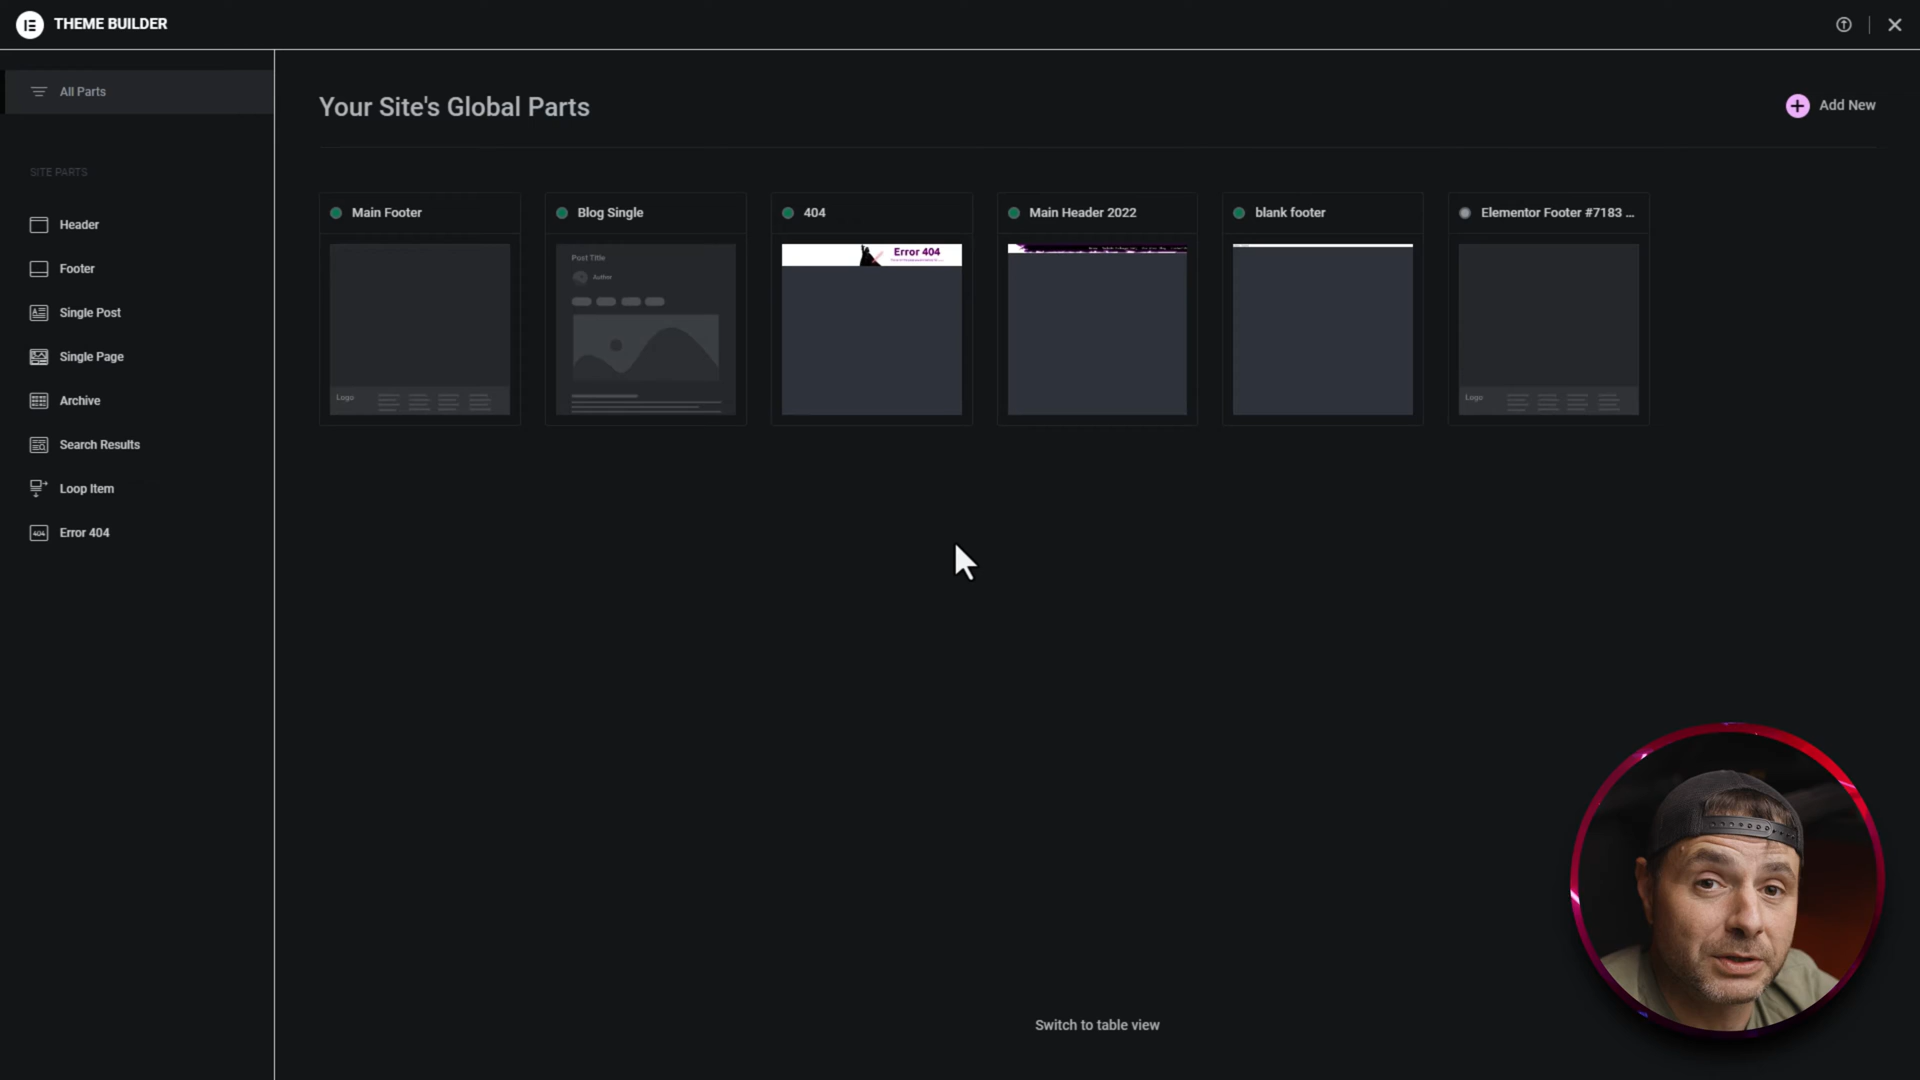 THEME BUILDER
All Parts
Your Site's Global Parts
Add New
SITE PARTS
Header
Footer
Single Post
Single Page
Archive
Search Results
Loop Item
404
Error 404
Main Footer
Blog Single
404
Main Header 2022
blank footer
Elementor Footer #7183 ...
Post Title
Author
Error 404
Logo
Logo
Switch to table view